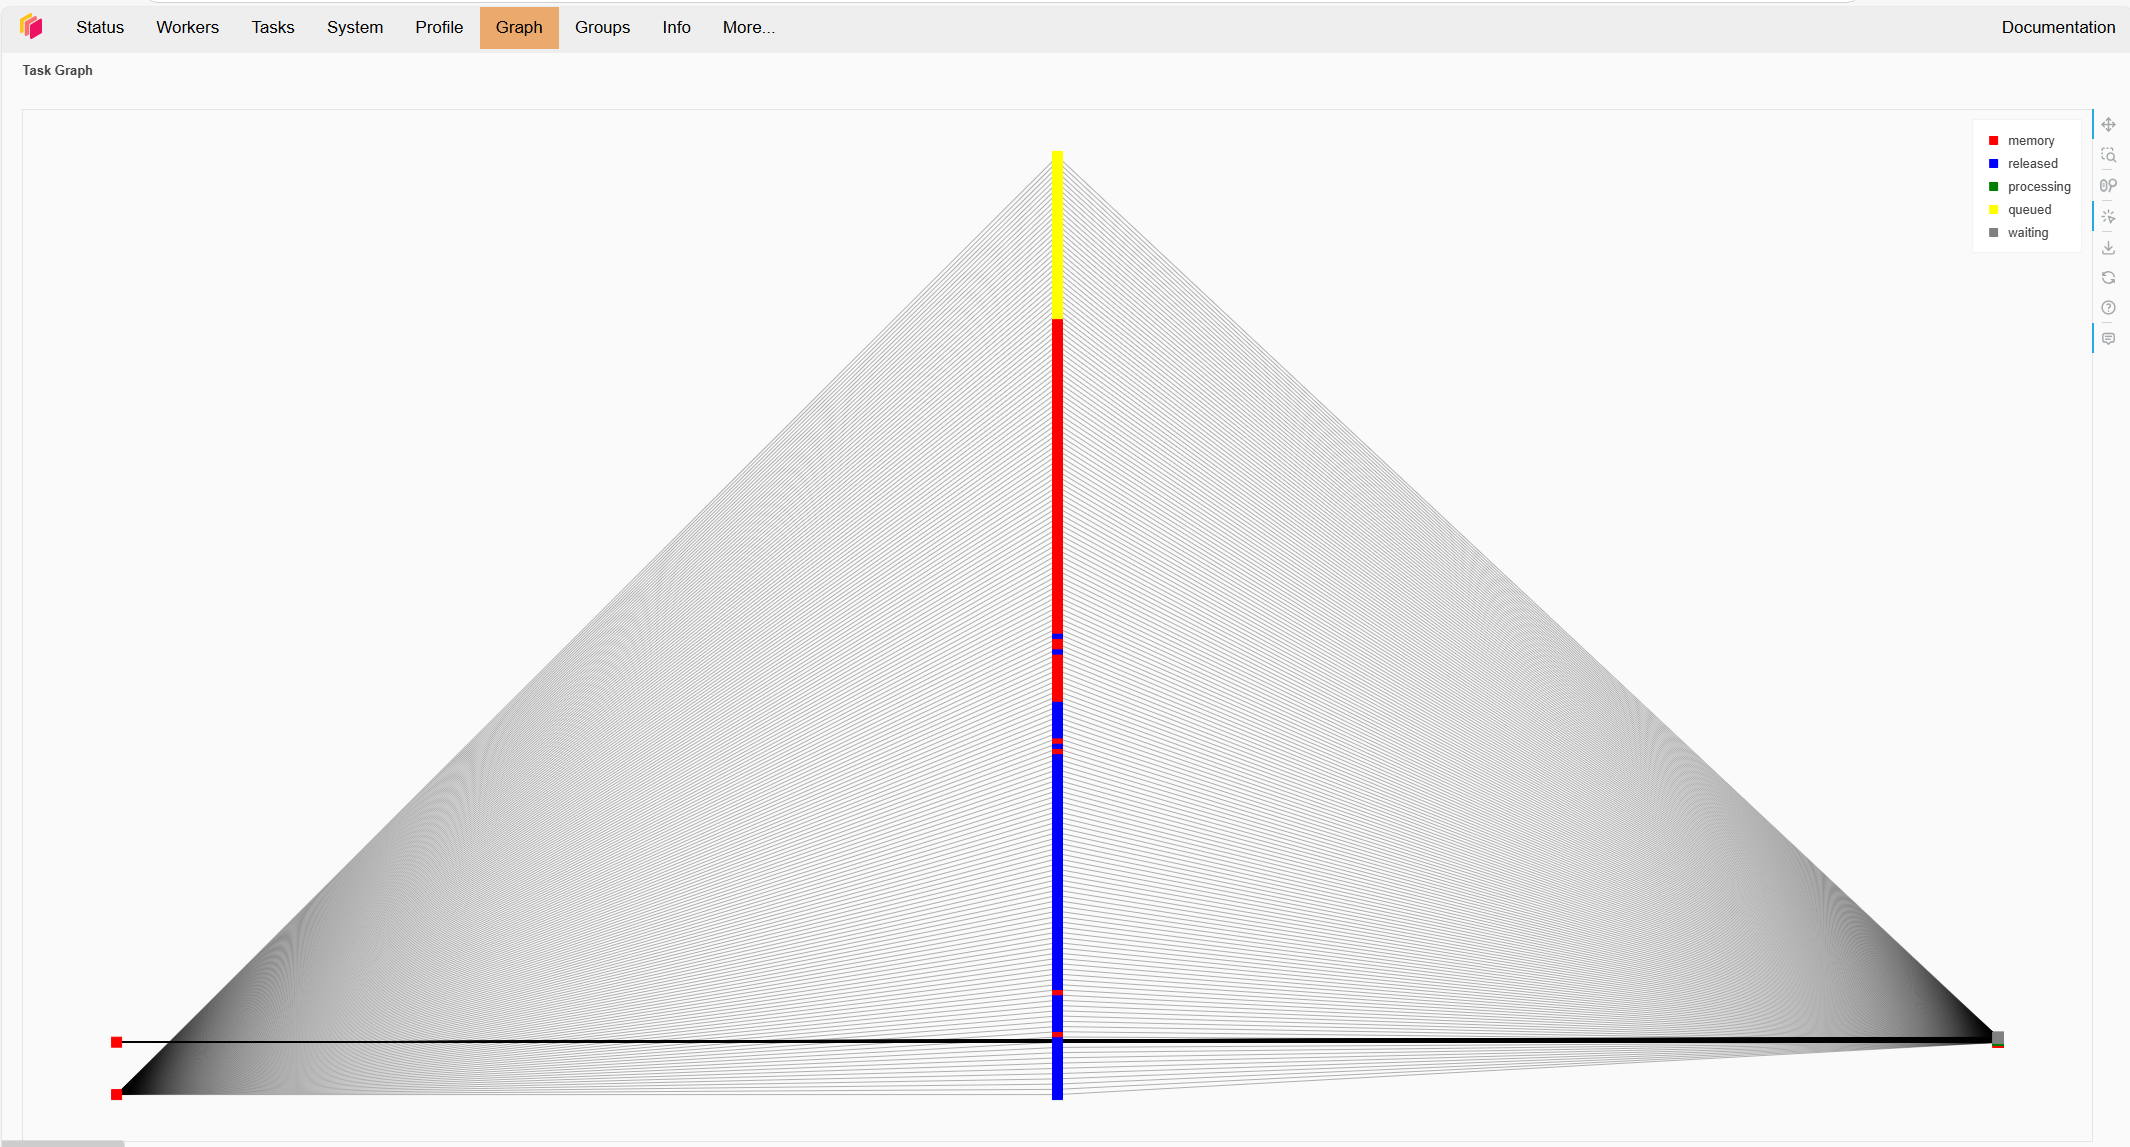 Status Workers Tasks System Profile Graph Groups Info More... Documentation
Task Graph
memory
released
processing
queued
waiting